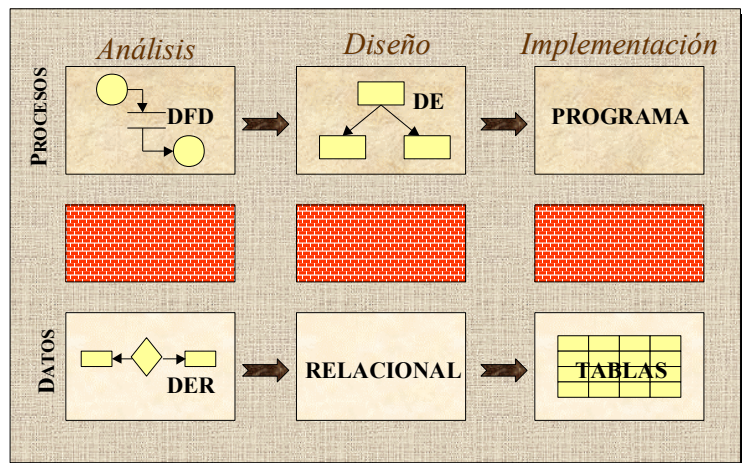 Análisis
Diseño
Implementación
PROCESOS
DFD
DE
PROGRAMA
DATOS
DER
RELACIONAL
TABLAS